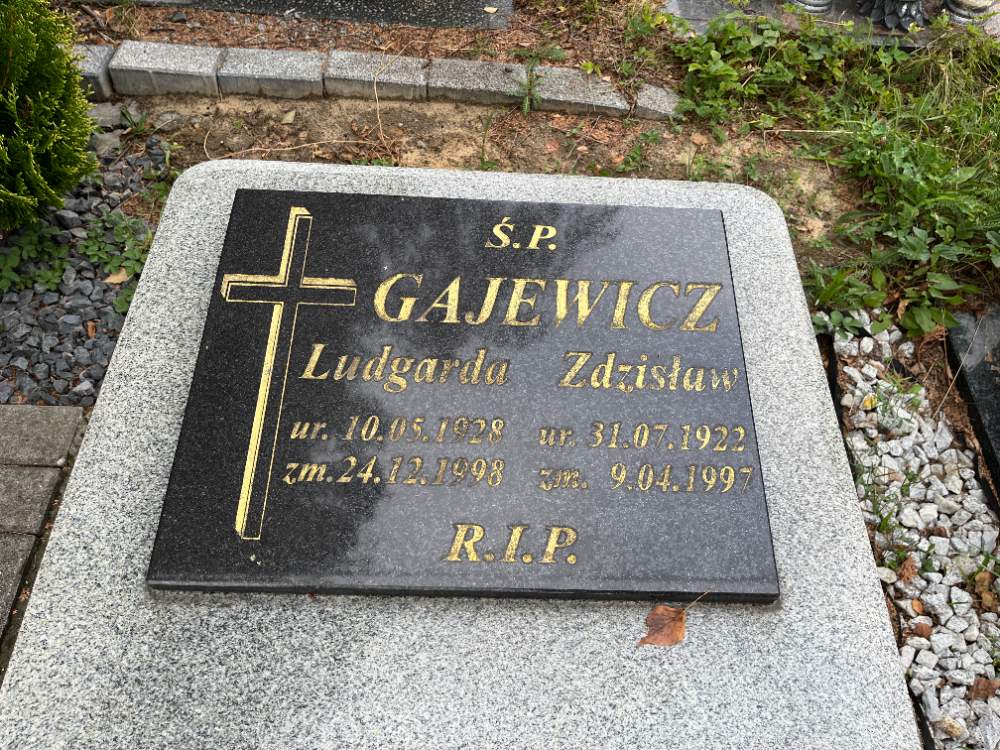 Ś.P.
GAJEWICZ
Ludgarda Zdzisław
ur. 10.05.1928 ur. 31.07.1922
zm. 24.12.1998 zm. 9.04.1997
R.I.P.